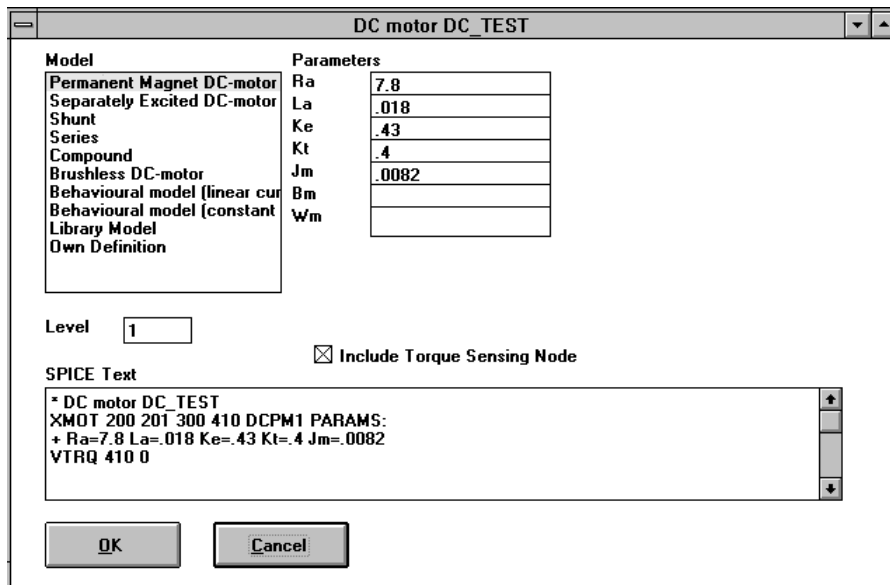 DC motor DC_TEST
Model
Permanent Magnet DC-motor
Separately Excited DC-motor
Shunt
Series
Compound
Brushless DC-motor
Behavioural model (linear cur
Behavioural model (constant
Library Model
Own Definition
Parameters
Ra 7.8
La .018
Ke .43
Kt .4
Jm .0082
Bm
Wm
Level 1
Include Torque Sensing Node
SPICE Text
* DC motor DC_TEST
XMOT 200 201 300 410 DCPM1 PARAMS:
+ Ra=7.8 La=.018 Ke=.43 Kt=.4 Jm=.0082
VTRQ 410 0
OK
Cancel